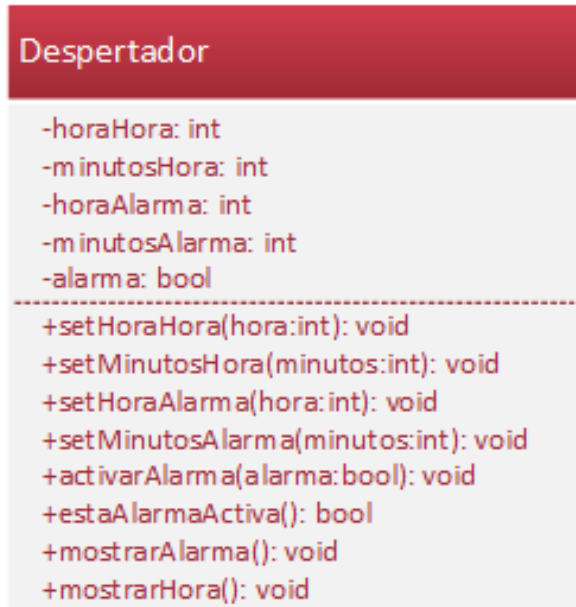 Despertador
-horaHora: int
-minutosHora: int
-horaAlarma: int
-minutosAlarma: int
-alarma: bool
+setHoraHora(hora:int): void
+setMinutosHora(minutos:int): void
+setHoraAlarma(hora:int): void
+setMinutosAlarma(minutos:int): void
+activarAlarma(alarma:bool): void
+estaAlarmaActiva(): bool
+mostrarAlarma(): void
+mostrarHora(): void